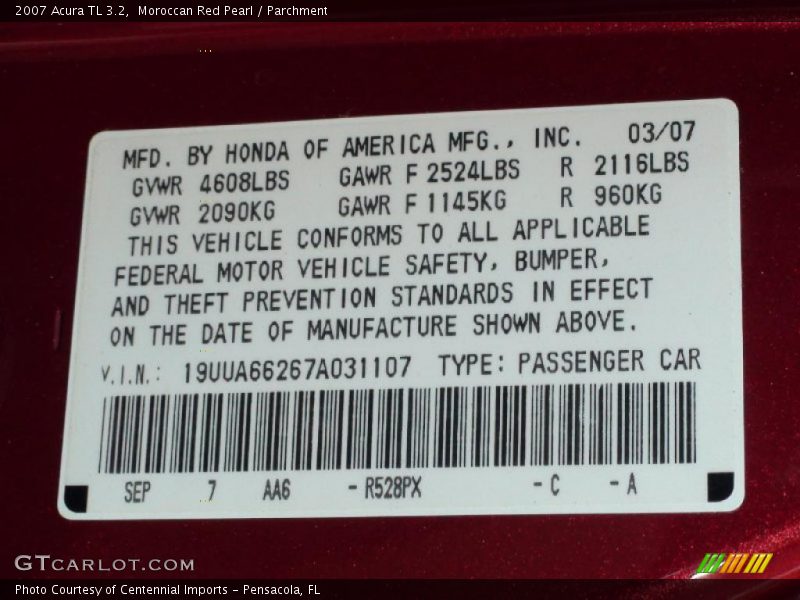 2007 Acura TL 3.2,  Moroccan Red Pearl / Parchment
MFD. BY HONDA OF AMERICA MFG., INC. 03/07
GVWR 4608LBS GAWR F 2524LBS R 2116LBS
GVWR 2090KG GAWR F 1145KG R 960KG
THIS VEHICLE CONFORMS TO ALL APPLICABLE
FEDERAL MOTOR VEHICLE SAFETY, BUMPER,
AND THEFT PREVENTION STANDARDS IN EFFECT
ON THE DATE OF MANUFACTURE SHOWN ABOVE.
V.I.N.: 19UUA66267A031107 TYPE: PASSENGER CAR
SEP 7 AA6 -R528PX -C -A
GTCARLOT.COM
Photo Courtesy of Centennial Imports - Pensacola, FL